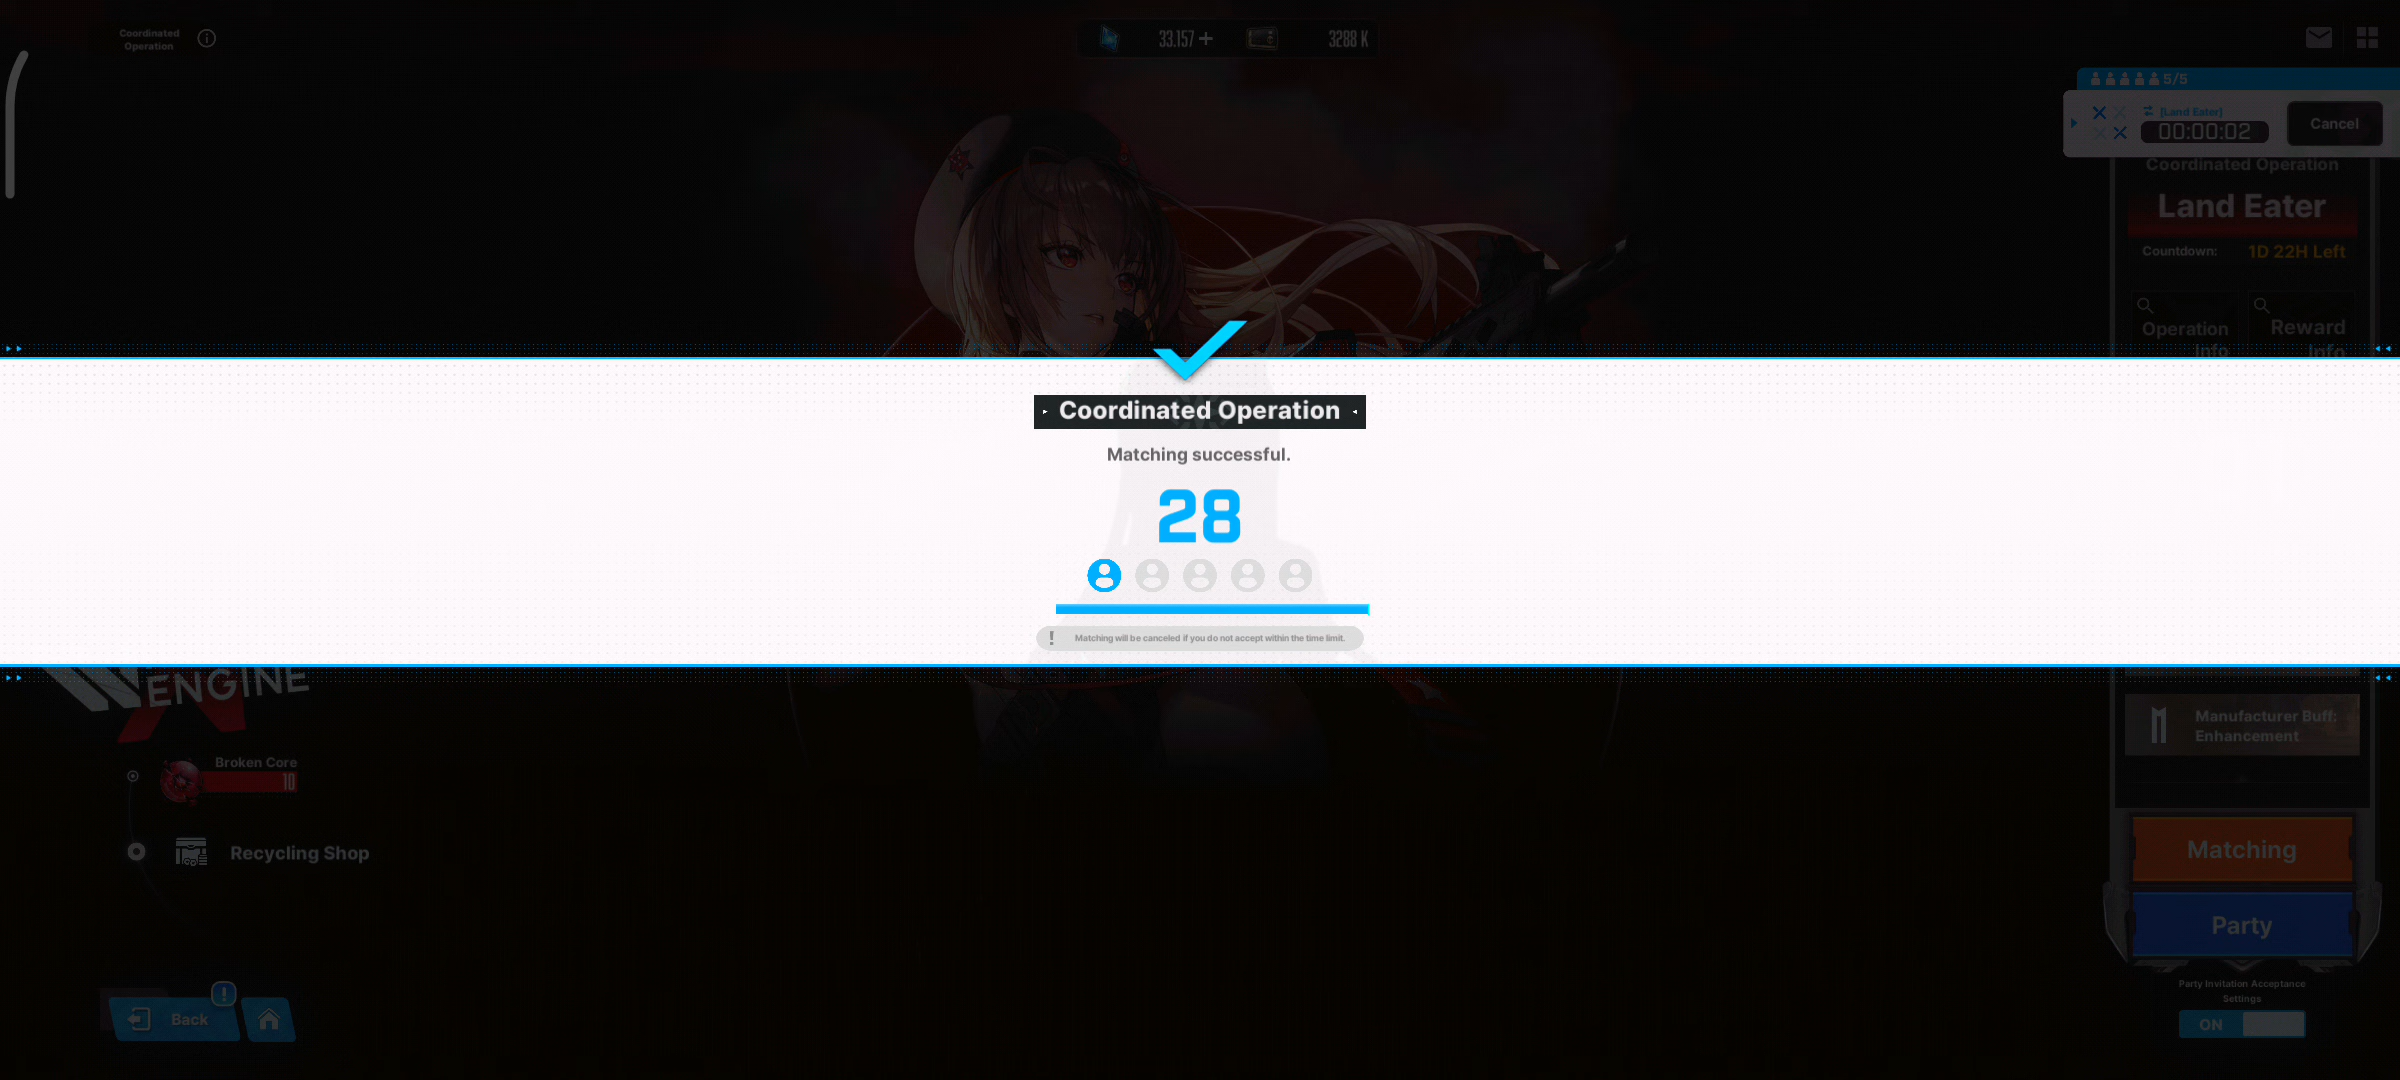 Coordinated
Operation
33.157
3288 K
5/5
[Land Eater]
00:00:02
Cancel
Coordinated Operation
Land Eater
Countdown:
1D 22H Left
Operation
Info
Reward
Info
Coordinated Operation
Matching successful.
28
Matching will be canceled if you do not accept within the time limit.
ENGINE
Broken Core
10
Recycling Shop
Manufacturer Buff:
Enhancement
Matching
Party
Party Invitation Acceptance
Settings
ON
Back